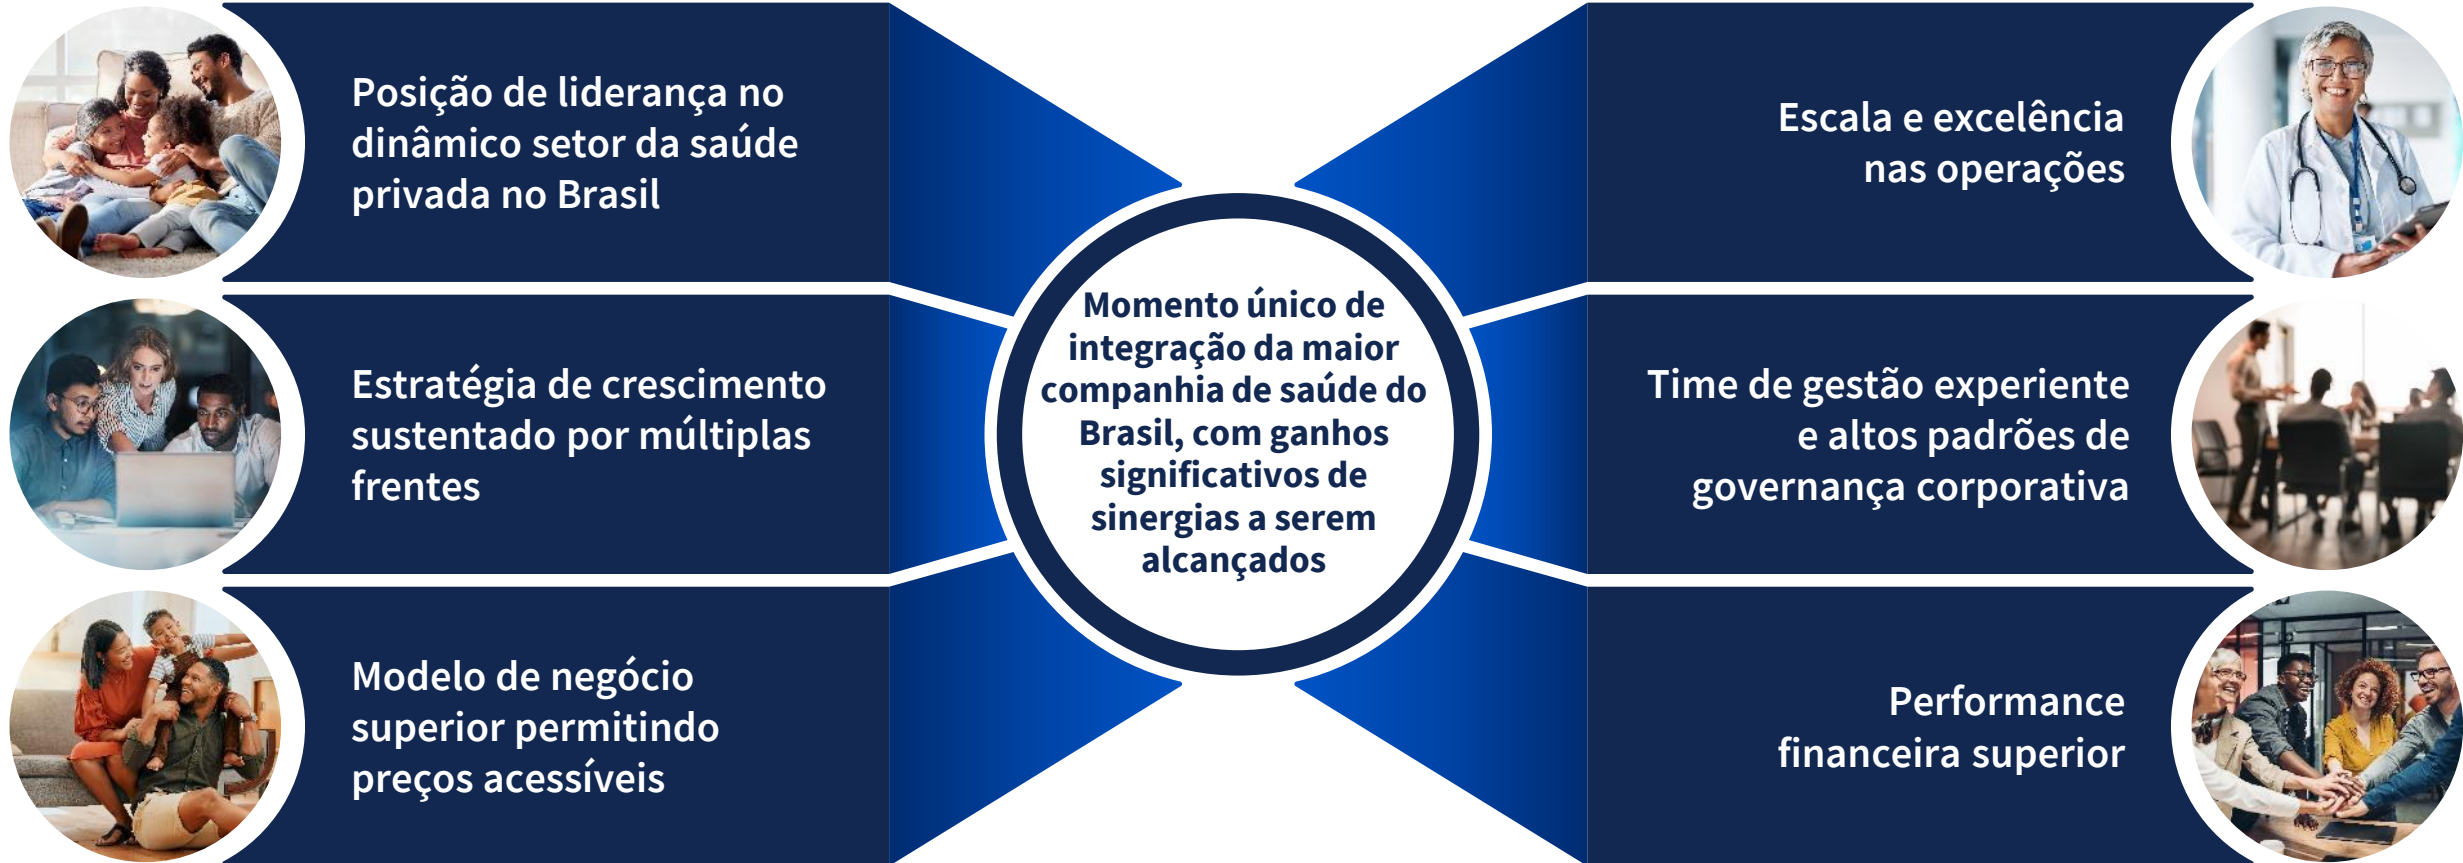 Posição de liderança no
dinâmico setor da saúde
privada no Brasil
Estratégia de crescimento
sustentado por múltiplas
frentes
Modelo de negócio
superior permitindo
preços acessíveis
Momento único de
integração da maior
companhia de saúde do
Brasil, com ganhos
significativos de
sinergias a serem
alcançados
Escala e excelência
nas operações
Time de gestão experiente
e altos padrões de
governança corporativa
Performance
financeira superior